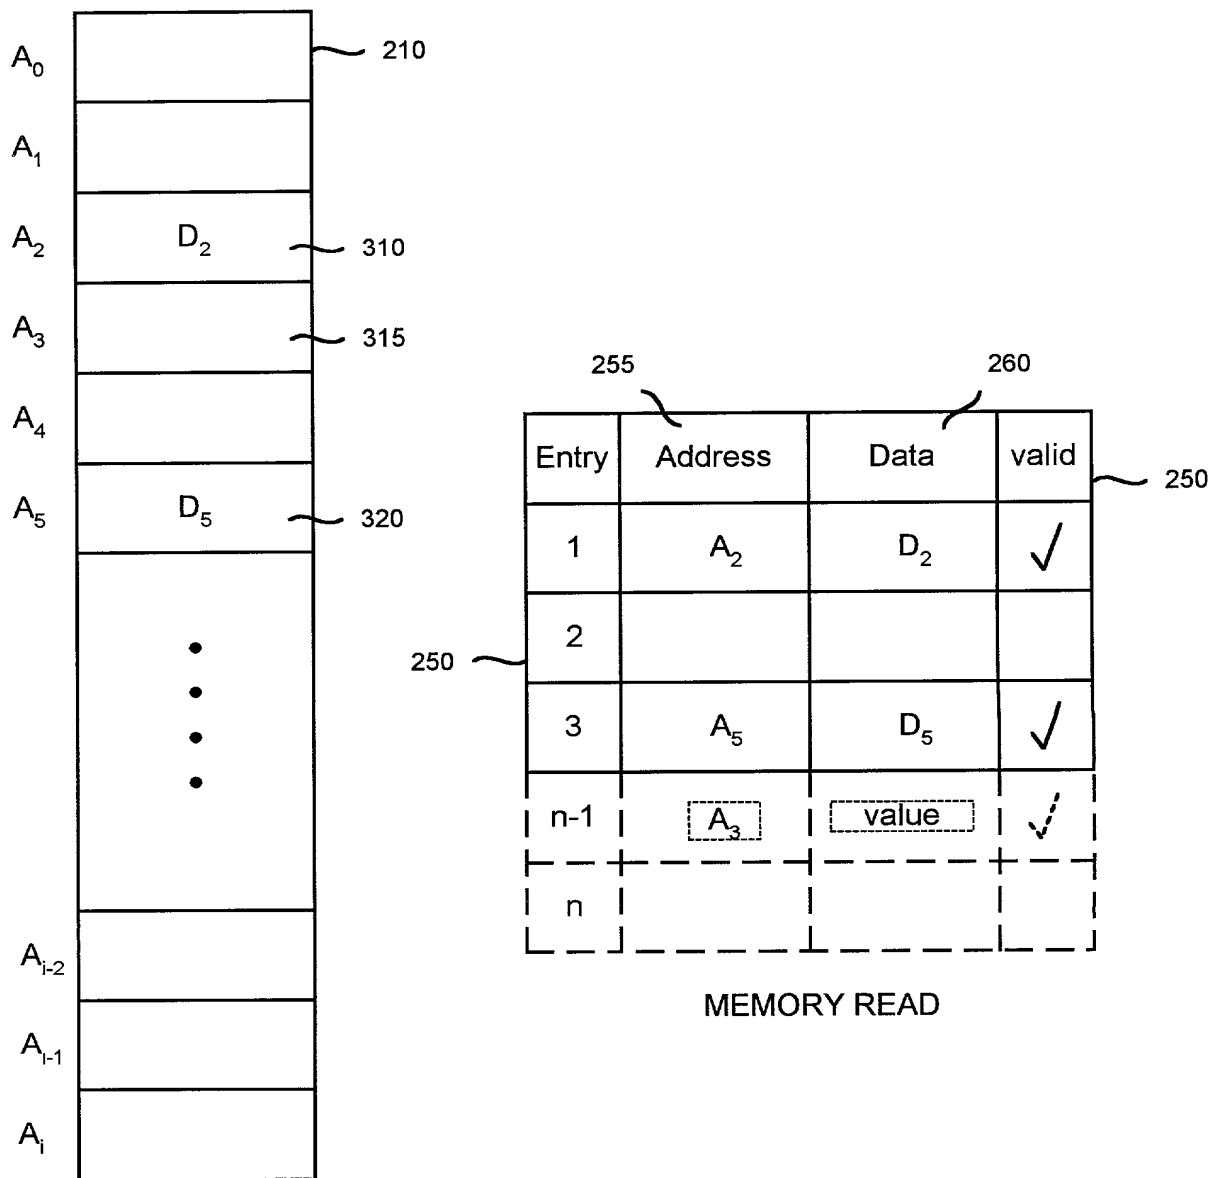 A0 210
A1
A2 D2 310
A3 315
A4
A5 D5 320
Ai-2
Ai-1
Ai
255 260
Entry Address Data valid 250
1 A2 D2 ✓
250 2
3 A5 D5 ✓
n-1 A3 value ✓
n
MEMORY READ